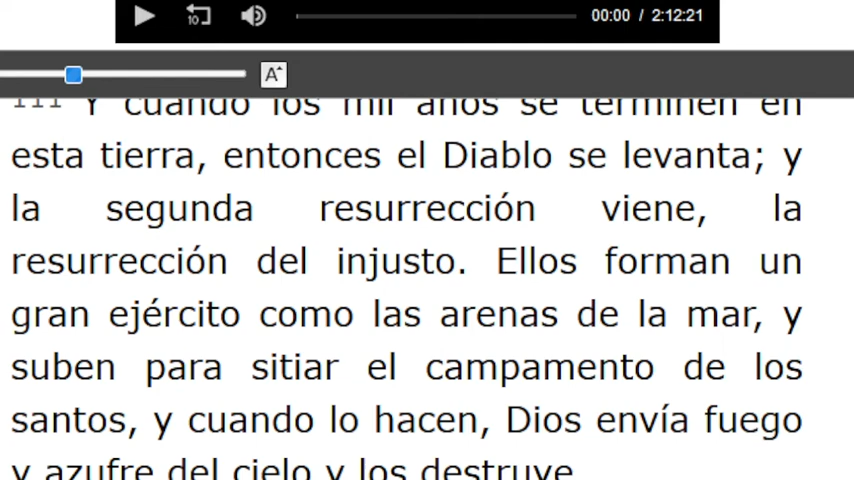 10
00:00 / 2:12:21
A
111 Y cuando los mil años se terminen en
esta tierra, entonces el Diablo se levanta; y
la segunda resurrección viene, la
resurrección del injusto. Ellos forman un
gran ejército como las arenas de la mar, y
suben para sitiar el campamento de los
santos, y cuando lo hacen, Dios envía fuego
y azufre del cielo y los destruye.